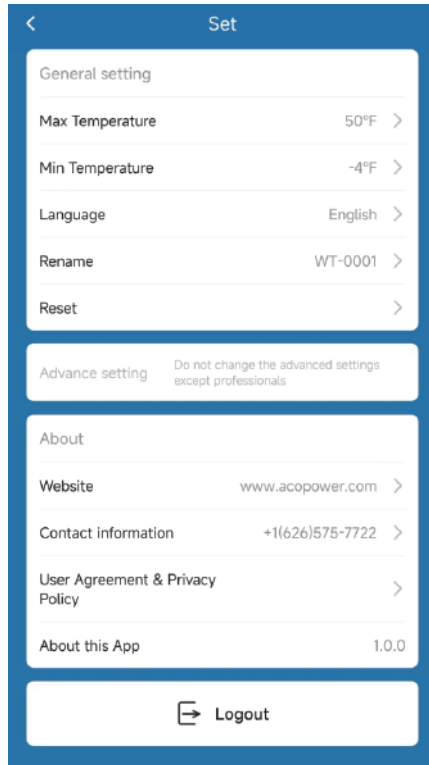 Set
General setting
Max Temperature 50°F
Min Temperature -4°F
Language English
Rename WT-0001
Reset
Advance setting Do not change the advanced settings
except professionals
About
Website www.acopower.com
Contact information +1(626)575-7722
User Agreement & Privacy
Policy
About this App 1.0.0
Logout